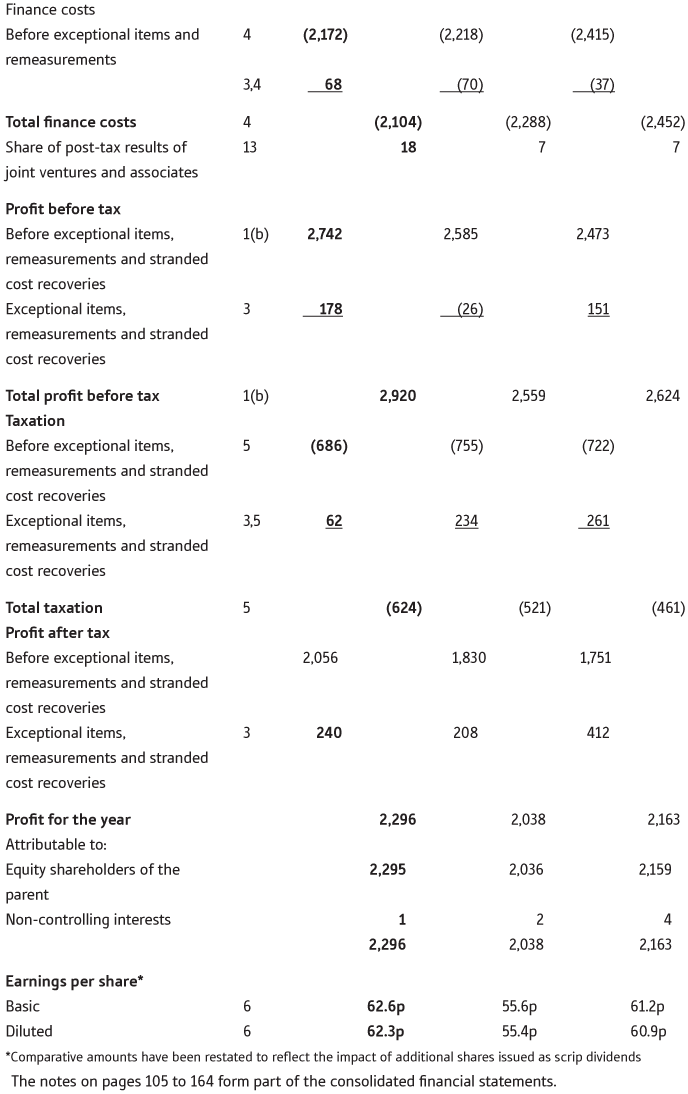 Finance costs
Before exceptional items and 4 (2,172) (2,218) (2,415)
remeasurements
3,4 68 (70) (37)
Total finance costs 4 (2,104) (2,288) (2,452)
Share of post-tax results of 13 18 7 7
joint ventures and associates
Profit before tax
Before exceptional items, 1(b) 2,742 2,585 2,473
remeasurements and stranded
cost recoveries
Exceptional items, 3 178 (26) 151
remeasurements and stranded
cost recoveries
Total profit before tax 1(b) 2,920 2,559 2,624
Taxation
Before exceptional items, 5 (686) (755) (722)
remeasurements and stranded
cost recoveries
Exceptional items, 3,5 62 234 261
remeasurements and stranded
cost recoveries
Total taxation 5 (624) (521) (461)
Profit after tax
Before exceptional items, 2,056 1,830 1,751
remeasurements and stranded
cost recoveries
Exceptional items, 3 240 208 412
remeasurements and stranded
cost recoveries
Profit for the year 2,296 2,038 2,163
Attributable to:
Equity shareholders of the 2,295 2,036 2,159
parent
Non-controlling interests 1 2 4
2,296 2,038 2,163
Earnings per share*
Basic 6 62.6p 55.6p 61.2p
Diluted 6 62.3p 55.4p 60.9p
*Comparative amounts have been restated to reflect the impact of additional shares issued as scrip dividends
The notes on pages 105 to 164 form part of the consolidated financial statements.